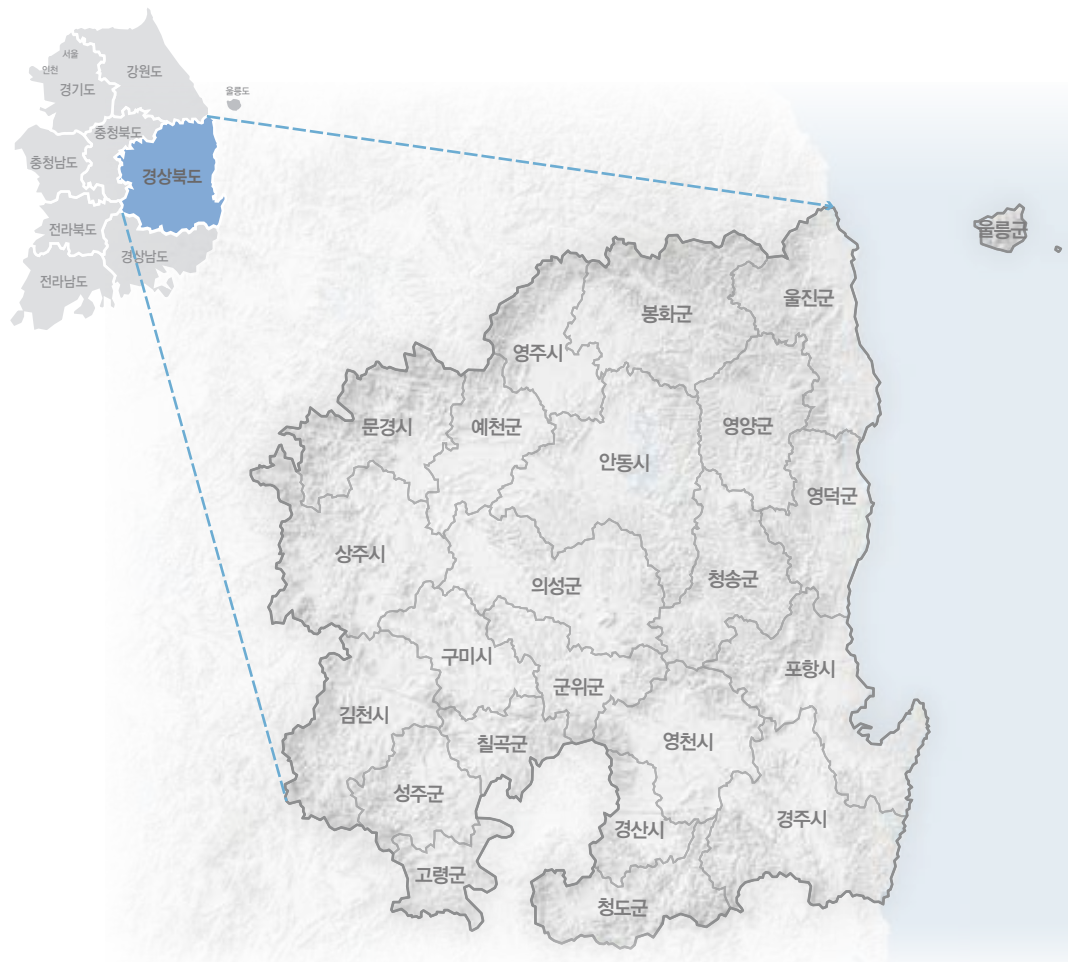 서울
인천
경기도
강원도
울릉도
충청북도
충청남도
경상북도
전라북도
경상남도
전라남도
울릉군
울진군
봉화군
영주시
문경시
예천군
영양군
안동시
영덕군
상주시
의성군
청송군
구미시
군위군
포항시
김천시
칠곡군
영천시
성주군
경산시
경주시
고령군
청도군